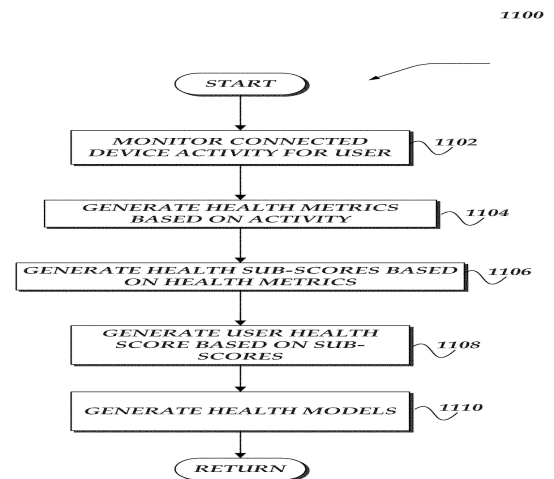 1100
START
MONITOR CONNECTED
DEVICE ACTIVITY FOR USER
1102
GENERATE HEALTH METRICS
BASED ON ACTIVITY
1104
GENERATE HEALTH SUB-SCORES BASED
ON HEALTH METRICS
1106
GENERATE USER HEALTH
SCORE BASED ON SUB-
SCORES
1108
GENERATE HEALTH MODELS
1110
RETURN